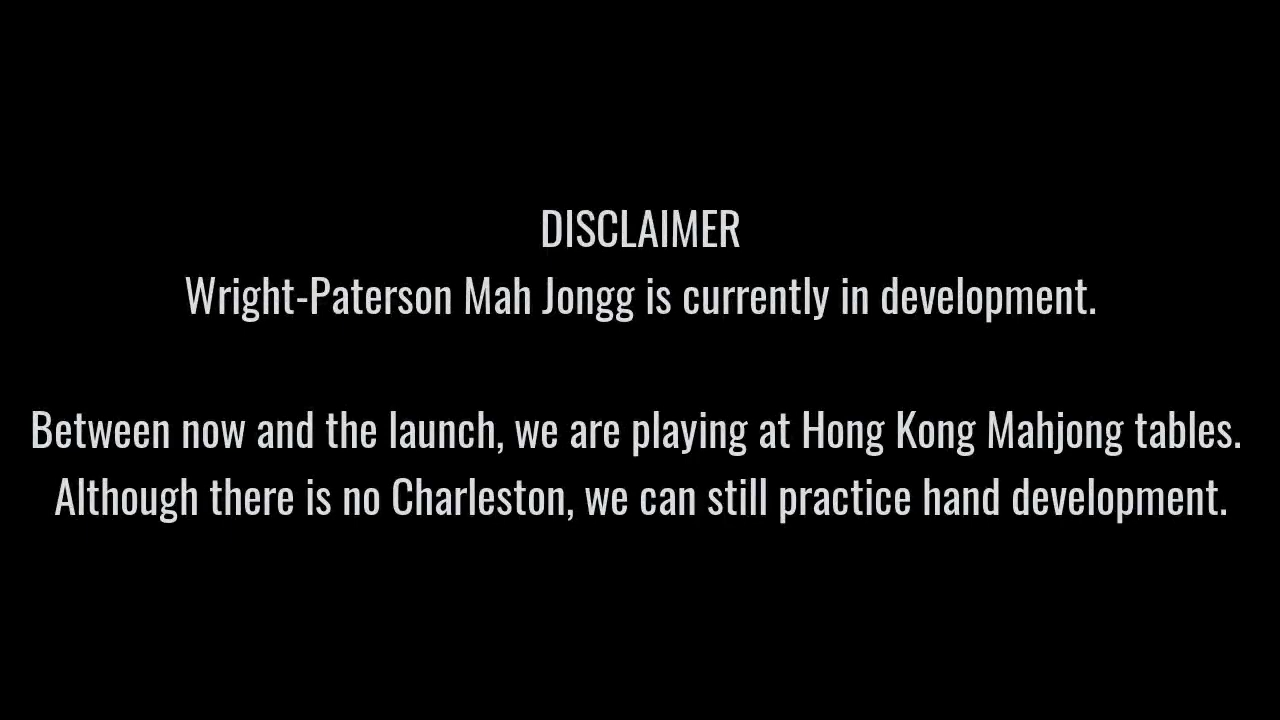 DISCLAIMER
Wright-Paterson Mah Jongg is currently in development.
Between now and the launch, we are playing at Hong Kong Mahjong tables.
Although there is no Charleston, we can still practice hand development.